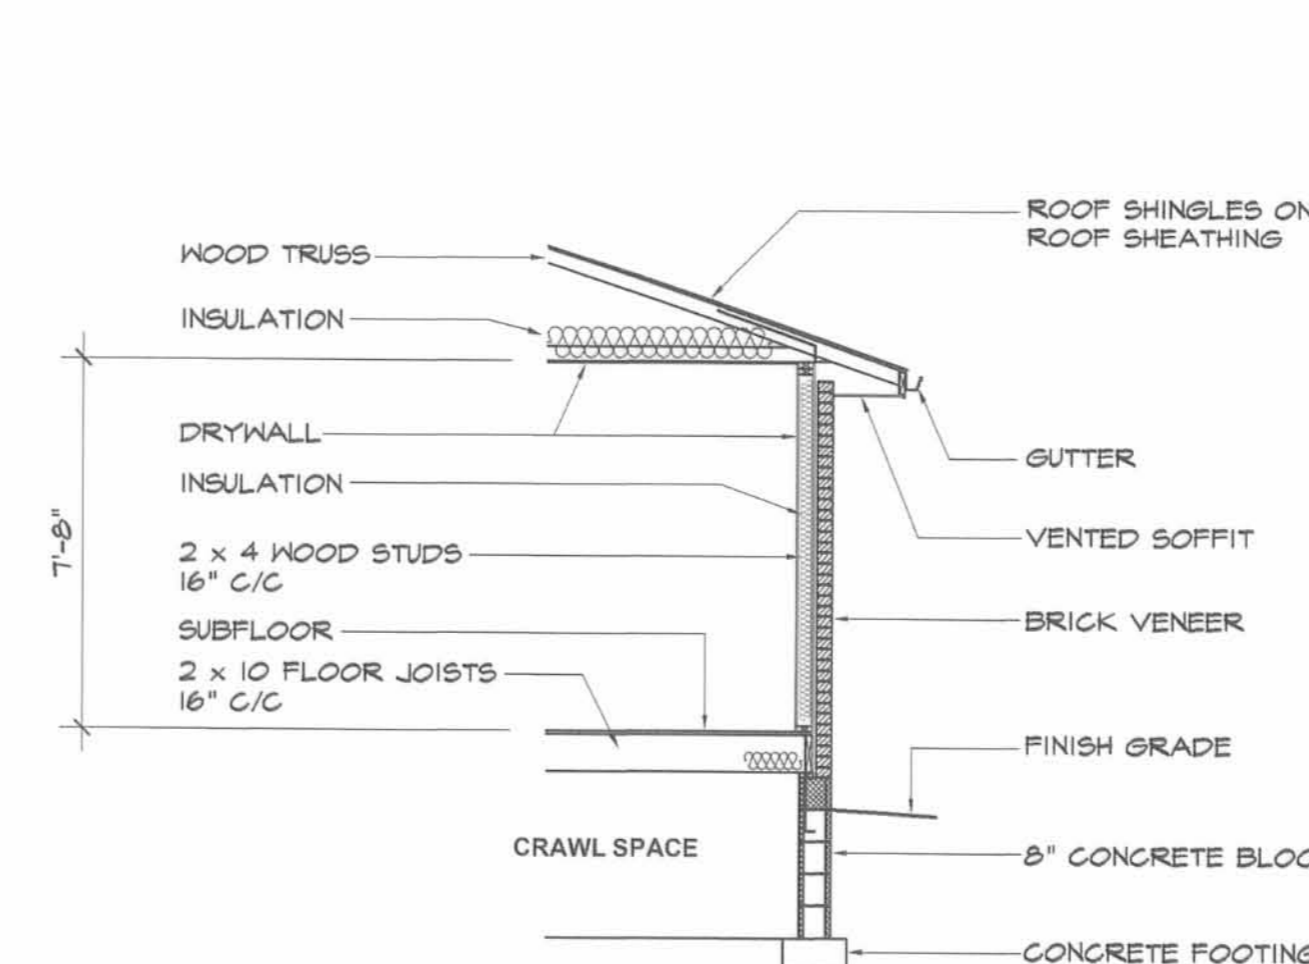 ROOF SHINGLES ON
ROOF SHEATHING
WOOD TRUSS
INSULATION
DRYWALL
GUTTER
INSULATION
7'-8"
VENTED SOFFIT
2 x 4 WOOD STUDS
16" C/C
BRICK VENEER
SUBFLOOR
2 x 10 FLOOR JOISTS
16" C/C
FINISH GRADE
CRAWL SPACE
8" CONCRETE BLOC
CONCRETE FOOTING